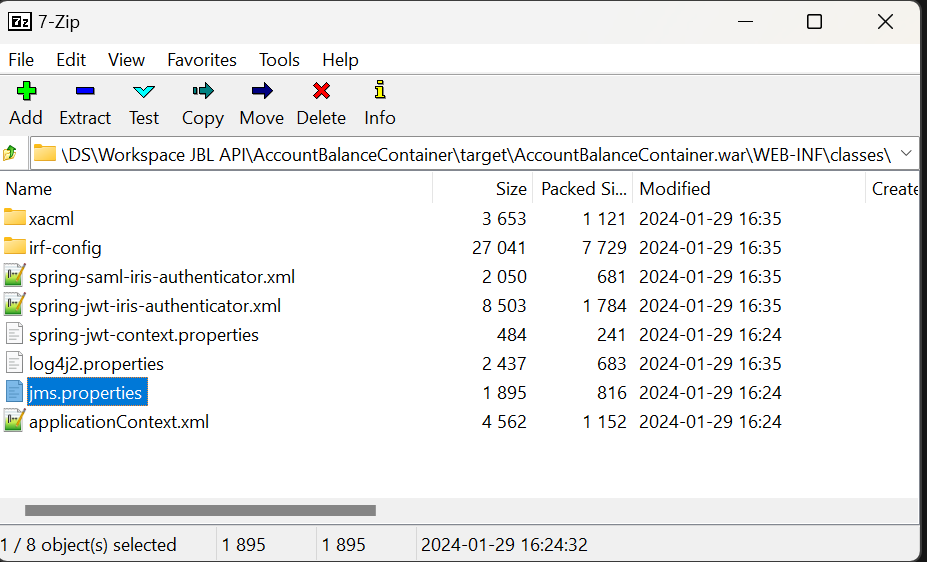 7z 7-Zip
File Edit View Favorites Tools Help
Add Extract Test Copy Move Delete Info
\DS\Workspace JBL API\AccountBalanceContainer\target\AccountBalanceContainer.war\WEB-INF\classes\
Name Size Packed Si... Modified Create
xacml 3 653 1 121 2024-01-29 16:35
irf-config 27 041 7 729 2024-01-29 16:35
spring-saml-iris-authenticator.xml 2 050 681 2024-01-29 16:35
spring-jwt-iris-authenticator.xml 8 503 1 784 2024-01-29 16:35
spring-jwt-context.properties 484 241 2024-01-29 16:24
log4j2.properties 2 437 683 2024-01-29 16:35
jms.properties 1 895 816 2024-01-29 16:24
applicationContext.xml 4 562 1 152 2024-01-29 16:24
1 / 8 object(s) selected 1 895 1 895 2024-01-29 16:24:32